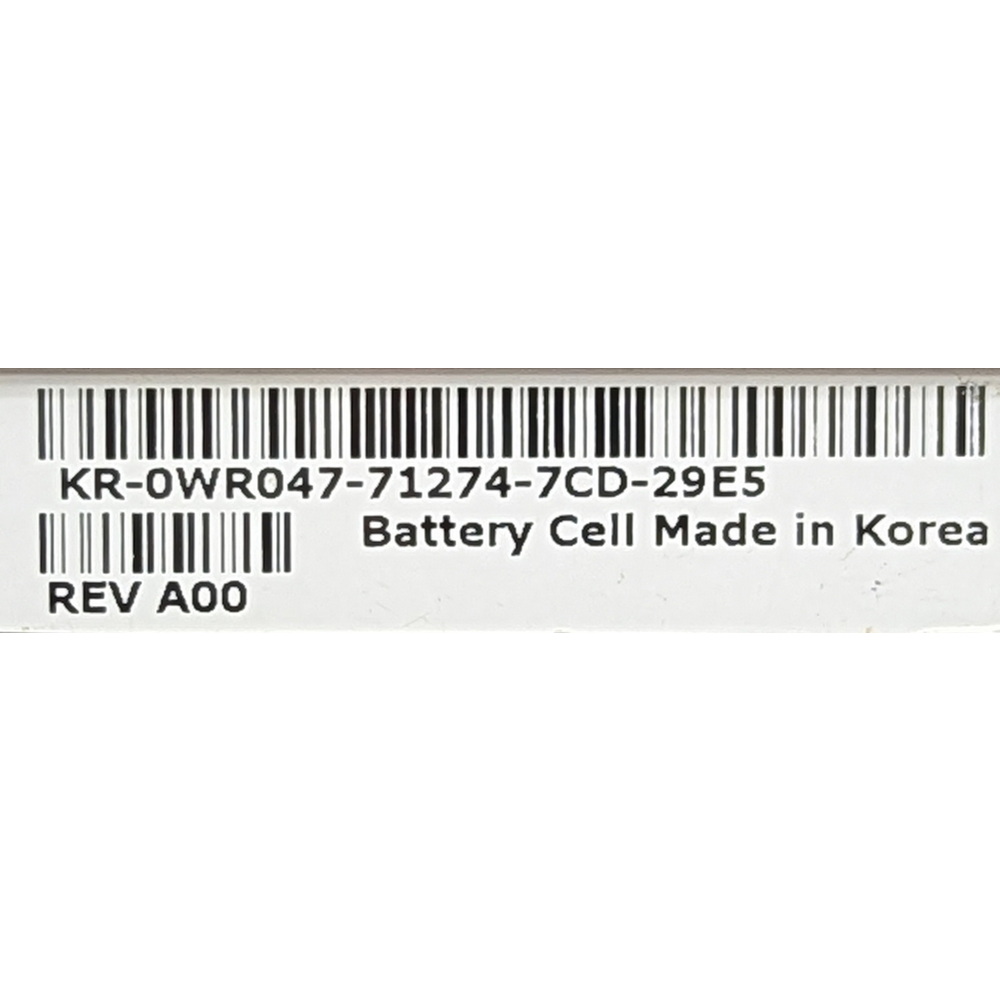 KR-0WR047-71274-7CD-29E5
Battery Cell Made in Korea
REV A00